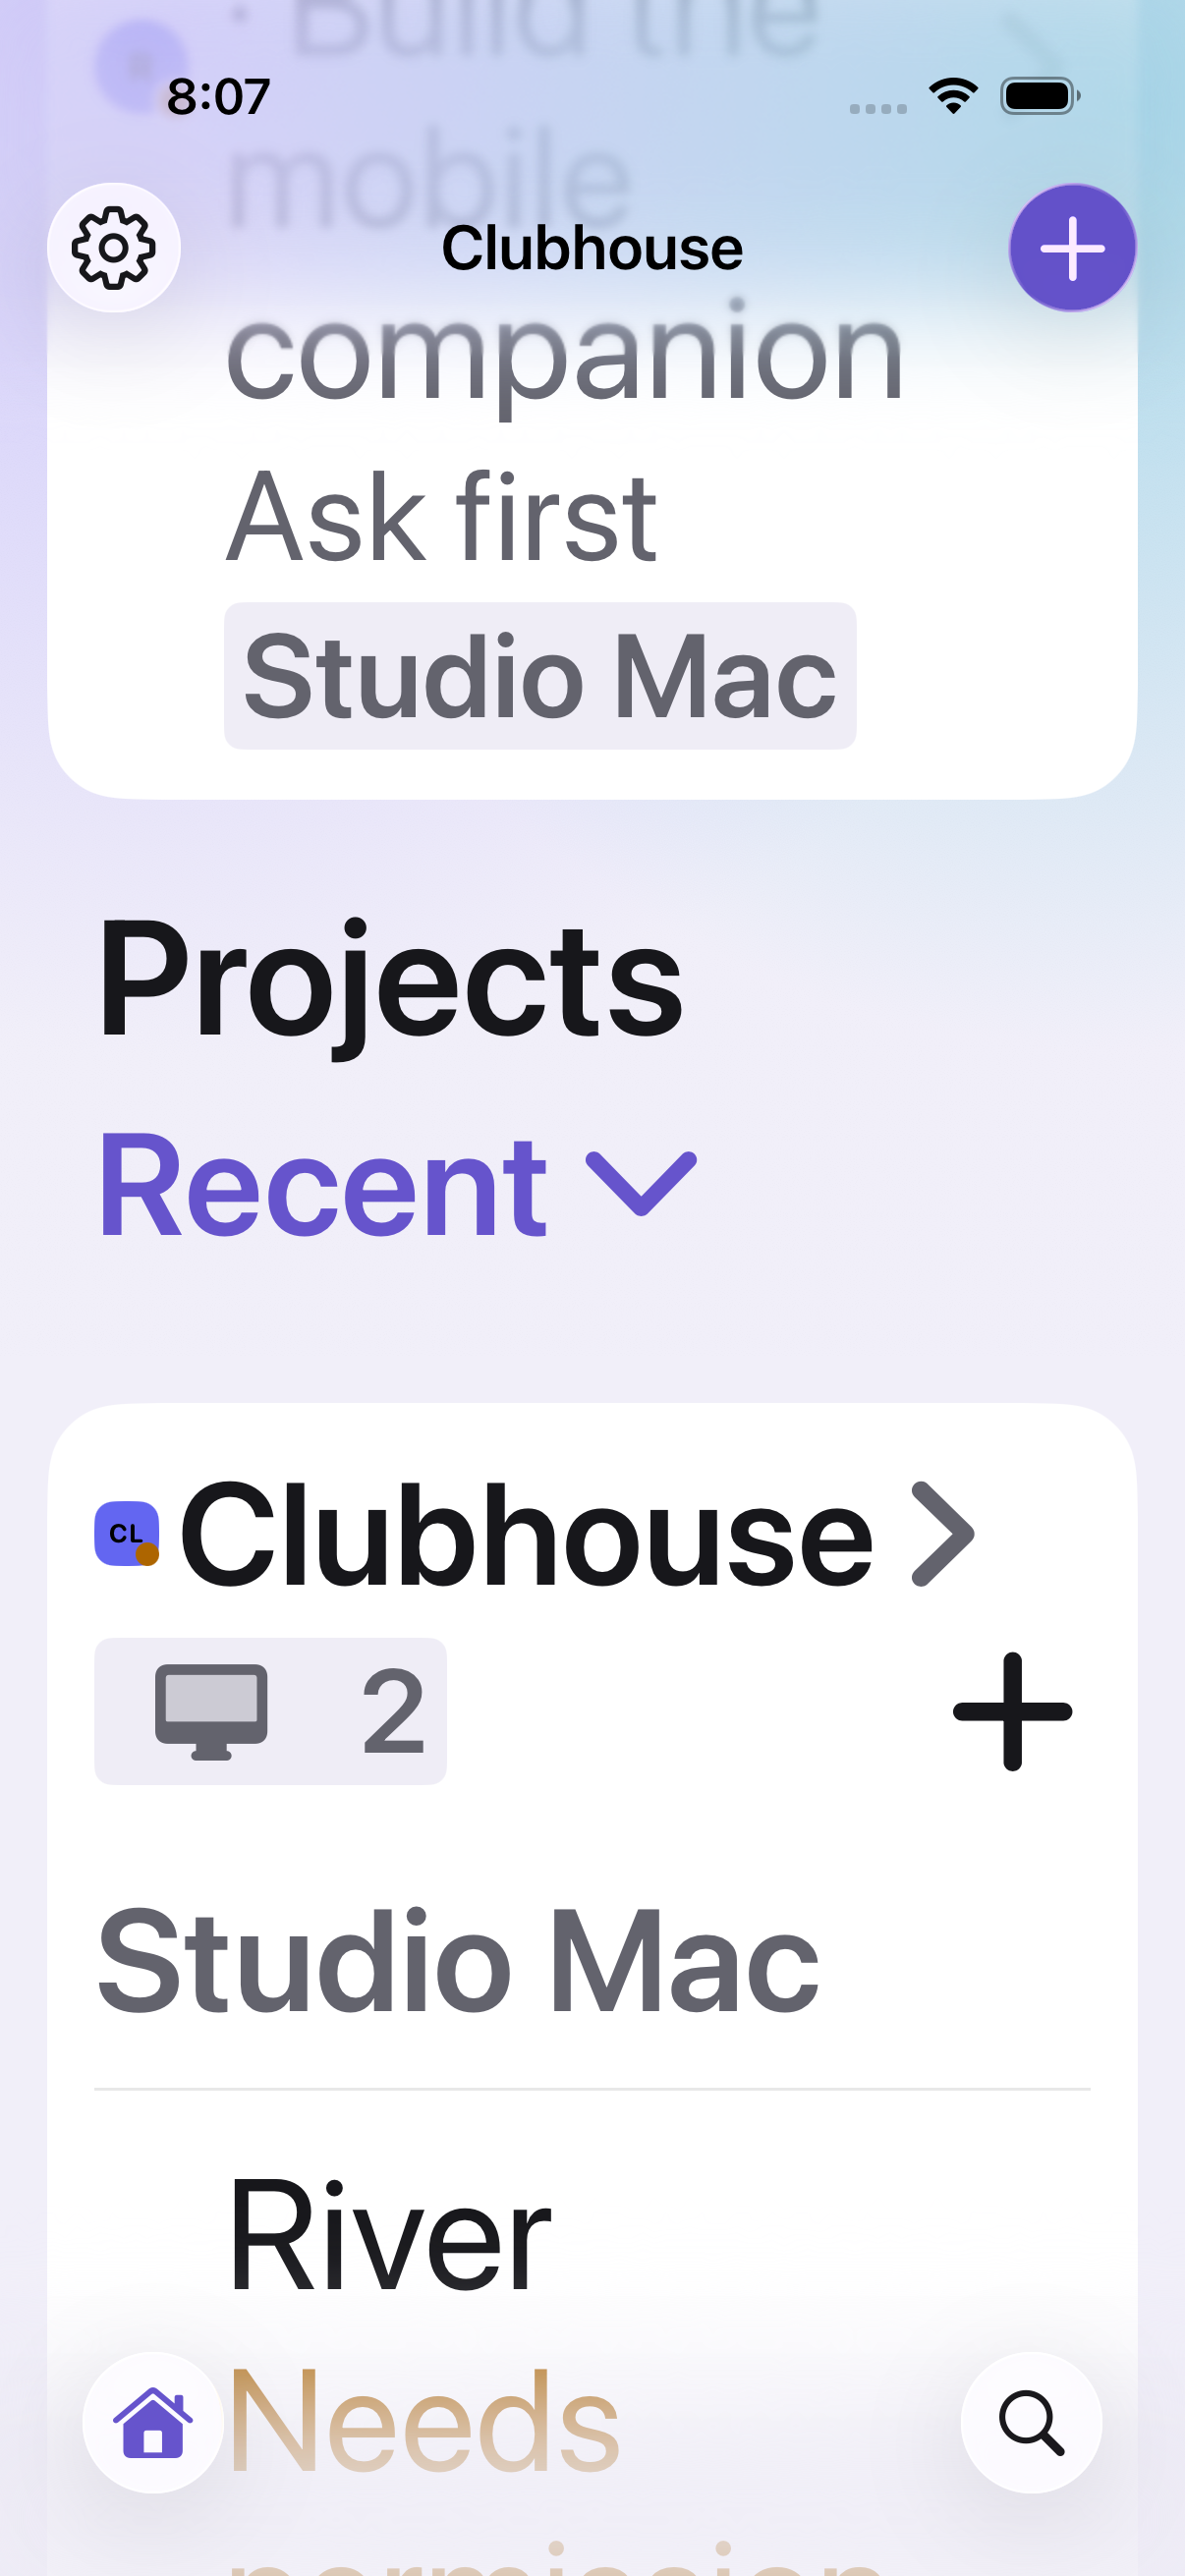 · Build the
8:07
mobile
Clubhouse
companion
Ask first
Studio Mac
Projects
Recent
CL Clubhouse
2
Studio Mac
River
Needs
permission